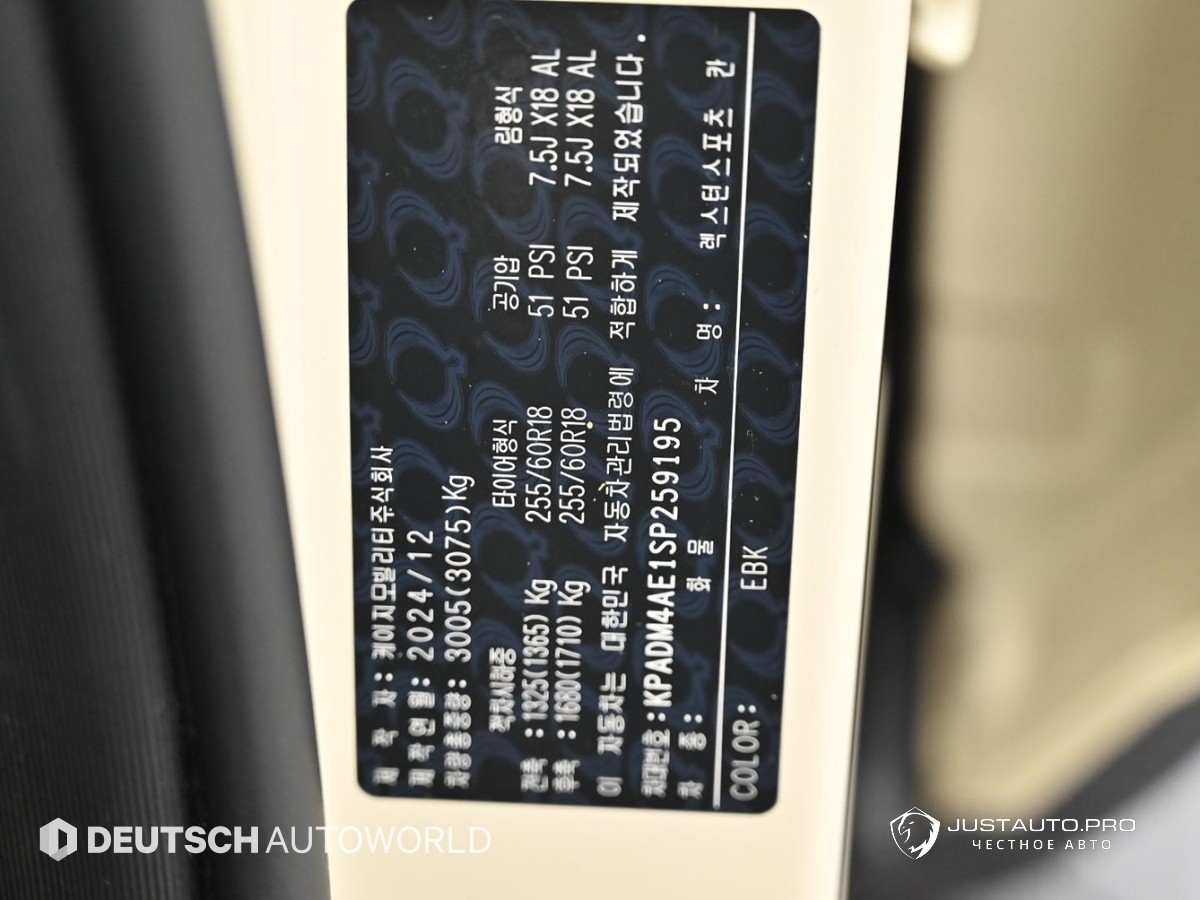 제 작 자 : 케이지모빌리티주식회사
제 작 연 월 : 2024/12
차량총중량 : 3005(3075)Kg
적차시하중 타이어형식 공기압 림형식
전축 : 1325(1365) Kg 255/60R18 51 PSI 7.5J X18 AL
후축 : 1680(1710) Kg 255/60R18 51 PSI 7.5J X18 AL
이 자동차는 대한민국 자동차관리법령에 적합하게 제작되었습니다.
차대번호 : KPADM4AE1SP259195
차 종 : 화 물 차 명 : 렉스턴스포츠 칸
COLOR: EBK
DEUTSCH AUTOWORLD
JUSTAUTO.PRO
ЧЕСТНОЕ АВТО